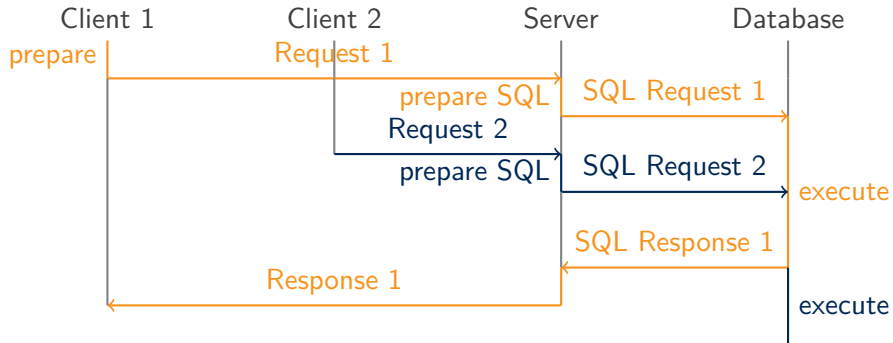 Client 1
Client 2
Server
Database
prepare
Request 1
prepare SQL
SQL Request 1
Request 2
prepare SQL
SQL Request 2
execute
SQL Response 1
Response 1
execute